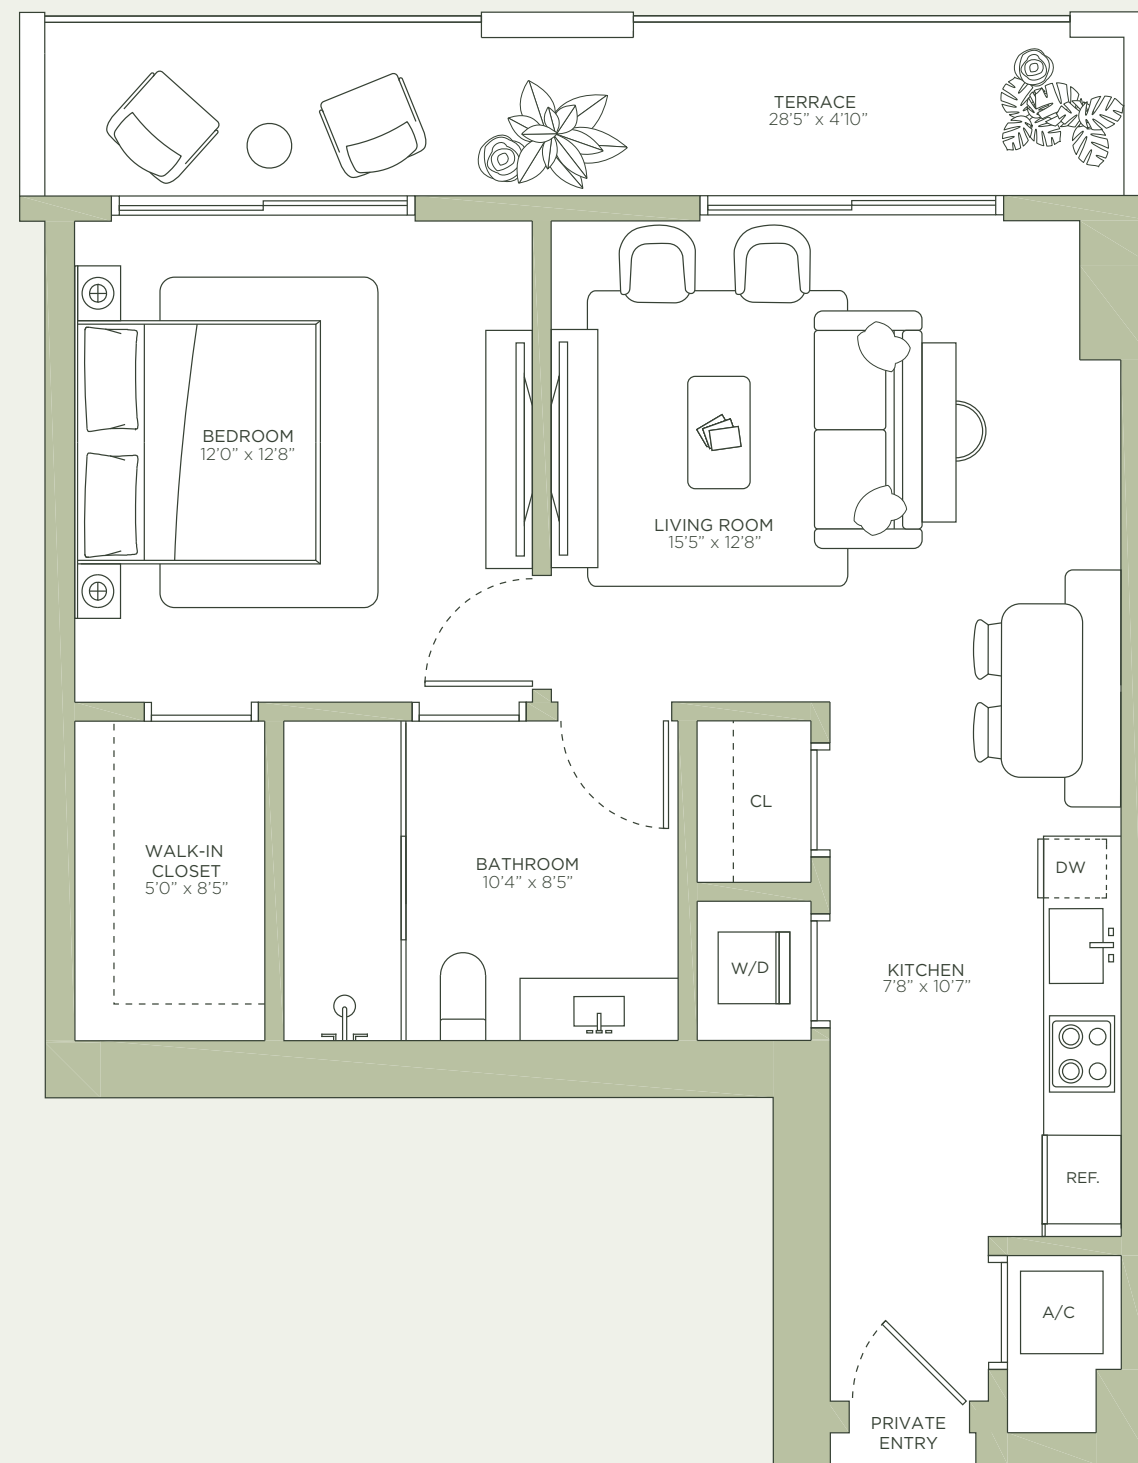 TERRACE
28'5” x 4'10”
BEDROOM
12'0” x 12'8”
LIVING ROOM
15'5” x 12'8”
WALK-IN
CLOSET
5'0” x 8'5”
BATHROOM
10'4” x 8'5”
CL
W/D
DW
KITCHEN
7'8” x 10'7”
REF.
A/C
PRIVATE
ENTRY